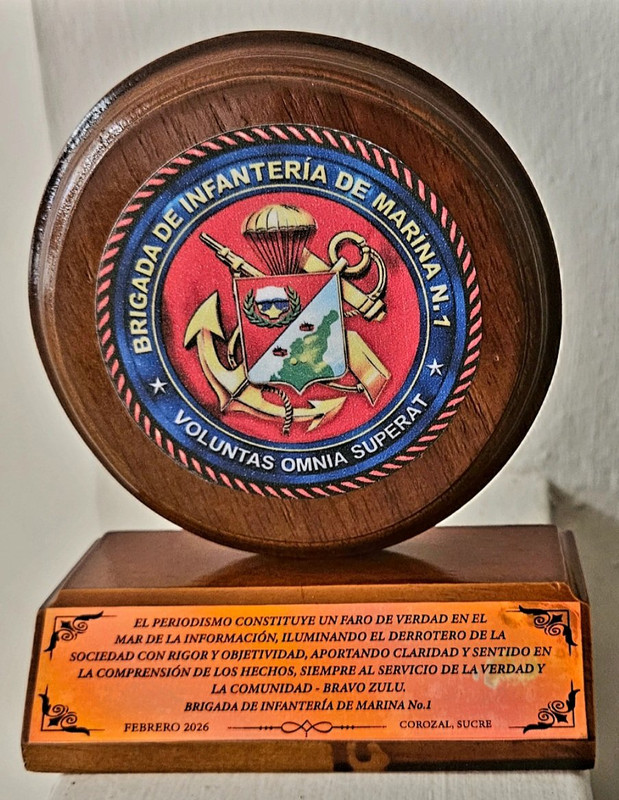 BRIGADA DE INFANTERÍA DE MARINA N.1
VOLUNTAS OMNIA SUPERAT
EL PERIODISMO CONSTITUYE UN FARO DE VERDAD EN EL
MAR DE LA INFORMACIÓN, ILUMINANDO EL DERROTERO DE LA
SOCIEDAD CON RIGOR Y OBJETIVIDAD, APORTANDO CLARIDAD Y SENTIDO EN
LA COMPRENSIÓN DE LOS HECHOS, SIEMPRE AL SERVICIO DE LA VERDAD Y
LA COMUNIDAD - BRAVO ZULU.
BRIGADA DE INFANTERÍA DE MARINA No.1
FEBRERO 2026 COROZAL, SUCRE